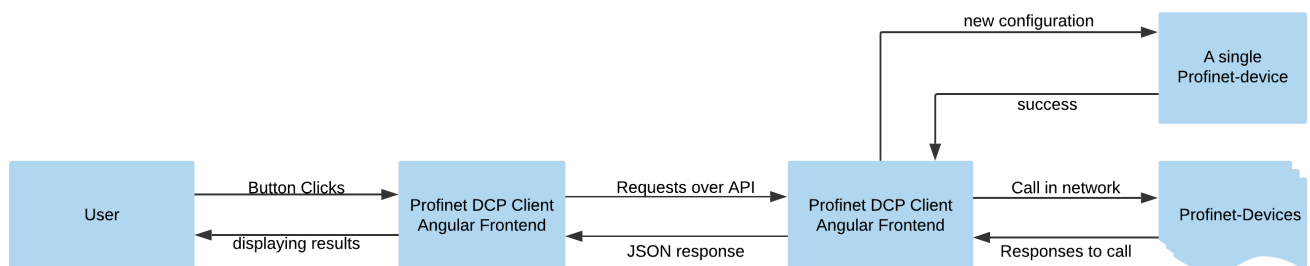 new configuration
A single
Profinet-device
success
User
Button Clicks
displaying results
Profinet DCP Client
Angular Frontend
Requests over API
JSON response
Profinet DCP Client
Angular Frontend
Call in network
Responses to call
Profinet-Devices